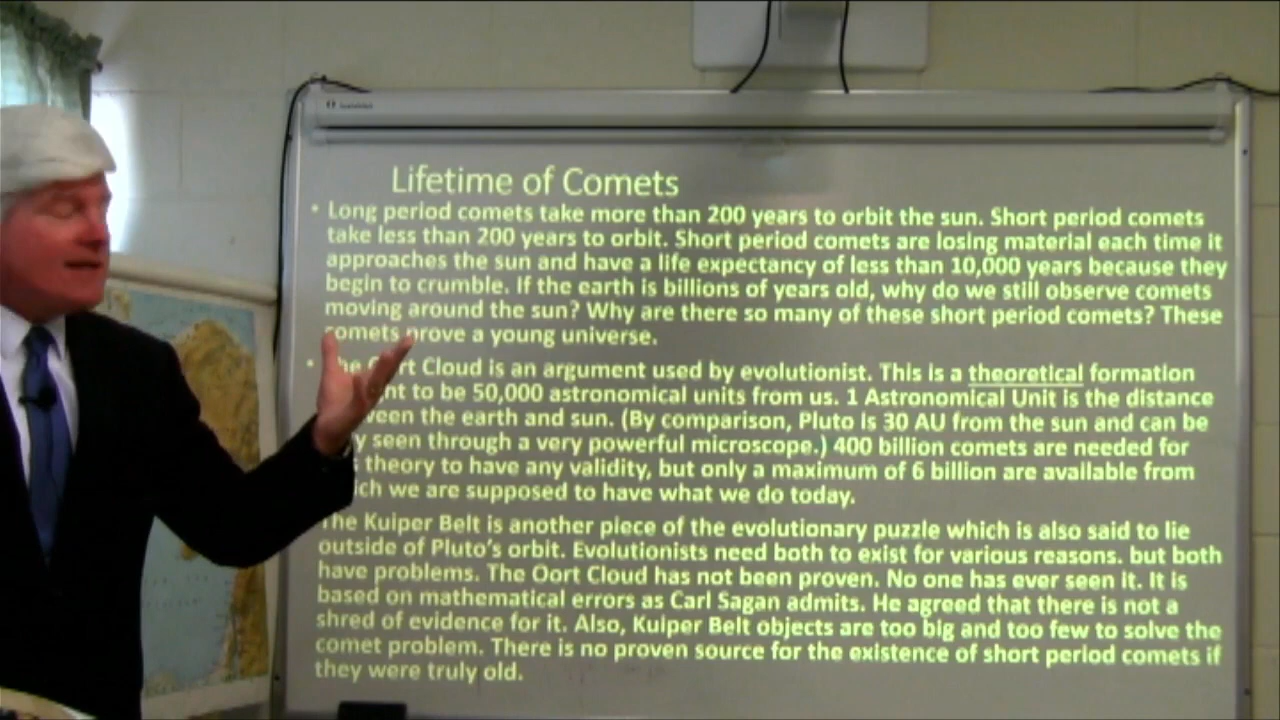 Lifetime of Comets
• Long period comets take more than 200 years to orbit the sun. Short period comets
take less than 200 years to orbit. Short period comets are losing material each time it
approaches the sun and have a life expectancy of less than 10,000 years because they
begin to crumble. If the earth is billions of years old, why do we still observe comets
moving around the sun? Why are there so many of these short period comets? These
comets prove a young universe.
• The Oort Cloud is an argument used by evolutionist. This is a theoretical formation
to be 50,000 astronomical units from us. 1 Astronomical Unit is the distance
the earth and sun. (By comparison, Pluto is 30 AU from the sun and can be
seen through a very powerful microscope.) 400 billion comets are needed for
theory to have any validity, but only a maximum of 6 billion are available from
we are supposed to have what we do today.
The Kuiper Belt is another piece of the evolutionary puzzle which is also said to lie
outside of Pluto's orbit. Evolutionists need both to exist for various reasons. but both
have problems. The Oort Cloud has not been proven. No one has ever seen it. It is
based on mathematical errors as Carl Sagan admits. He agreed that there is not a
shred of evidence for it. Also, Kuiper Belt objects are too big and too few to solve the
comet problem. There is no proven source for the existence of short period comets if
they were truly old.